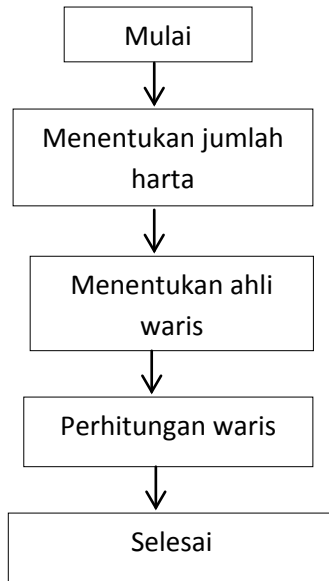 Mulai
Menentukan jumlah
harta
Menentukan ahli
waris
Perhitungan waris
Selesai